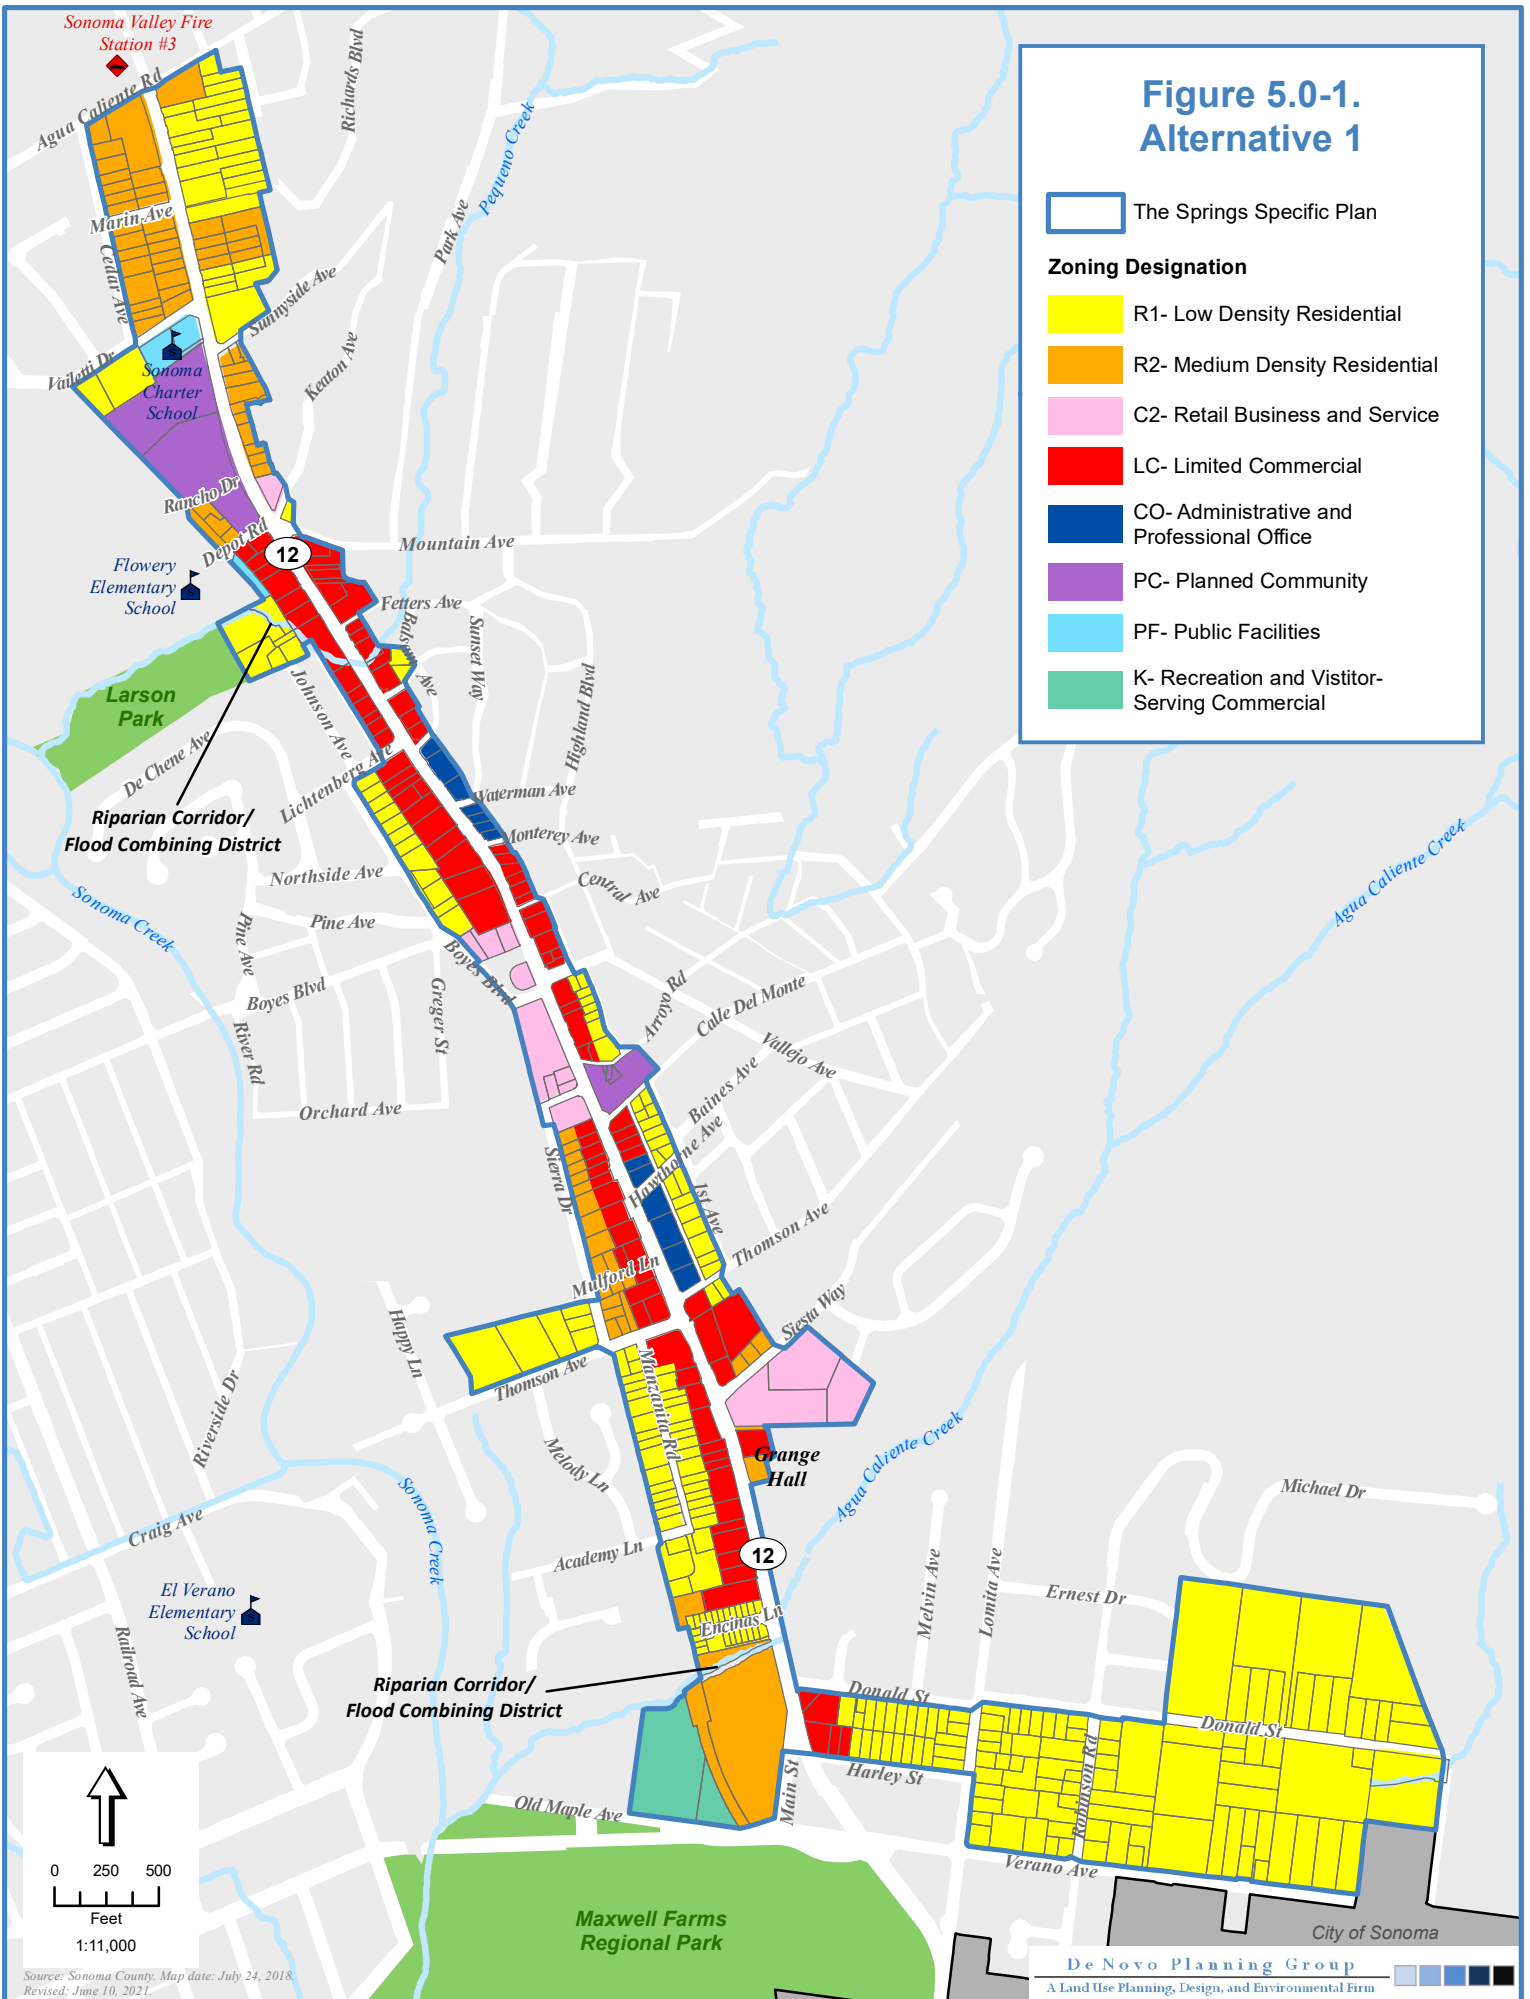 Sonoma Valley Fire
Station #3
Agua Caliente Rd
Richards Blvd
Pequeno Creek
Park Ave
Marin Ave
Cedar Ave
Sunnyside Ave
Keaton Ave
Vailetti Dr
Sonoma
Charter
School
Rancho Dr
Depot Rd
12
Mountain Ave
Flowery
Elementary
School
Fetters Ave
Balsam Ave
Sunset Way
Highland Blvd
Larson
Park
Johnson Ave
De Chene Ave
Lichtenberg Ave
Riparian Corridor/
Flood Combining District
Waterman Ave
Monterey Ave
Northside Ave
Central Ave
Sonoma Creek
Pine Ave
Pine Ave
Boyes Blvd
Boyes Blvd
Greger St
River Rd
Arroyo Rd
Calle Del Monte
Vallejo Ave
Baines Ave
Orchard Ave
Hawthorne Ave
Sierra Dr
1st Ave
Thomson Ave
Mulford Ln
Siesta Way
Happy Ln
Thomson Ave
Manzanita Rd
Riverside Dr
Melody Ln
Grange
Hall
Agua Caliente Creek
Agua Caliente Creek
Sonoma Creek
Craig Ave
Academy Ln
12
Michael Dr
Melvin Ave
Lomita Ave
Ernest Dr
El Verano
Elementary
School
Railroad Ave
Encinas Ln
Riparian Corridor/
Flood Combining District
Donald St
Donald St
Harley St
Main St
Robinson Rd
Old Maple Ave
Verano Ave
Maxwell Farms
Regional Park
City of Sonoma
Figure 5.0-1.
Alternative 1
The Springs Specific Plan
Zoning Designation
R1- Low Density Residential
R2- Medium Density Residential
C2- Retail Business and Service
LC- Limited Commercial
CO- Administrative and
Professional Office
PC- Planned Community
PF- Public Facilities
K- Recreation and Vistitor-
Serving Commercial
0 250 500
Feet
1:11,000
Source: Sonoma County. Map date: July 24, 2018.
Revised: June 10, 2021.
De Novo Planning Group
A Land Use Planning, Design, and Environmental Firm